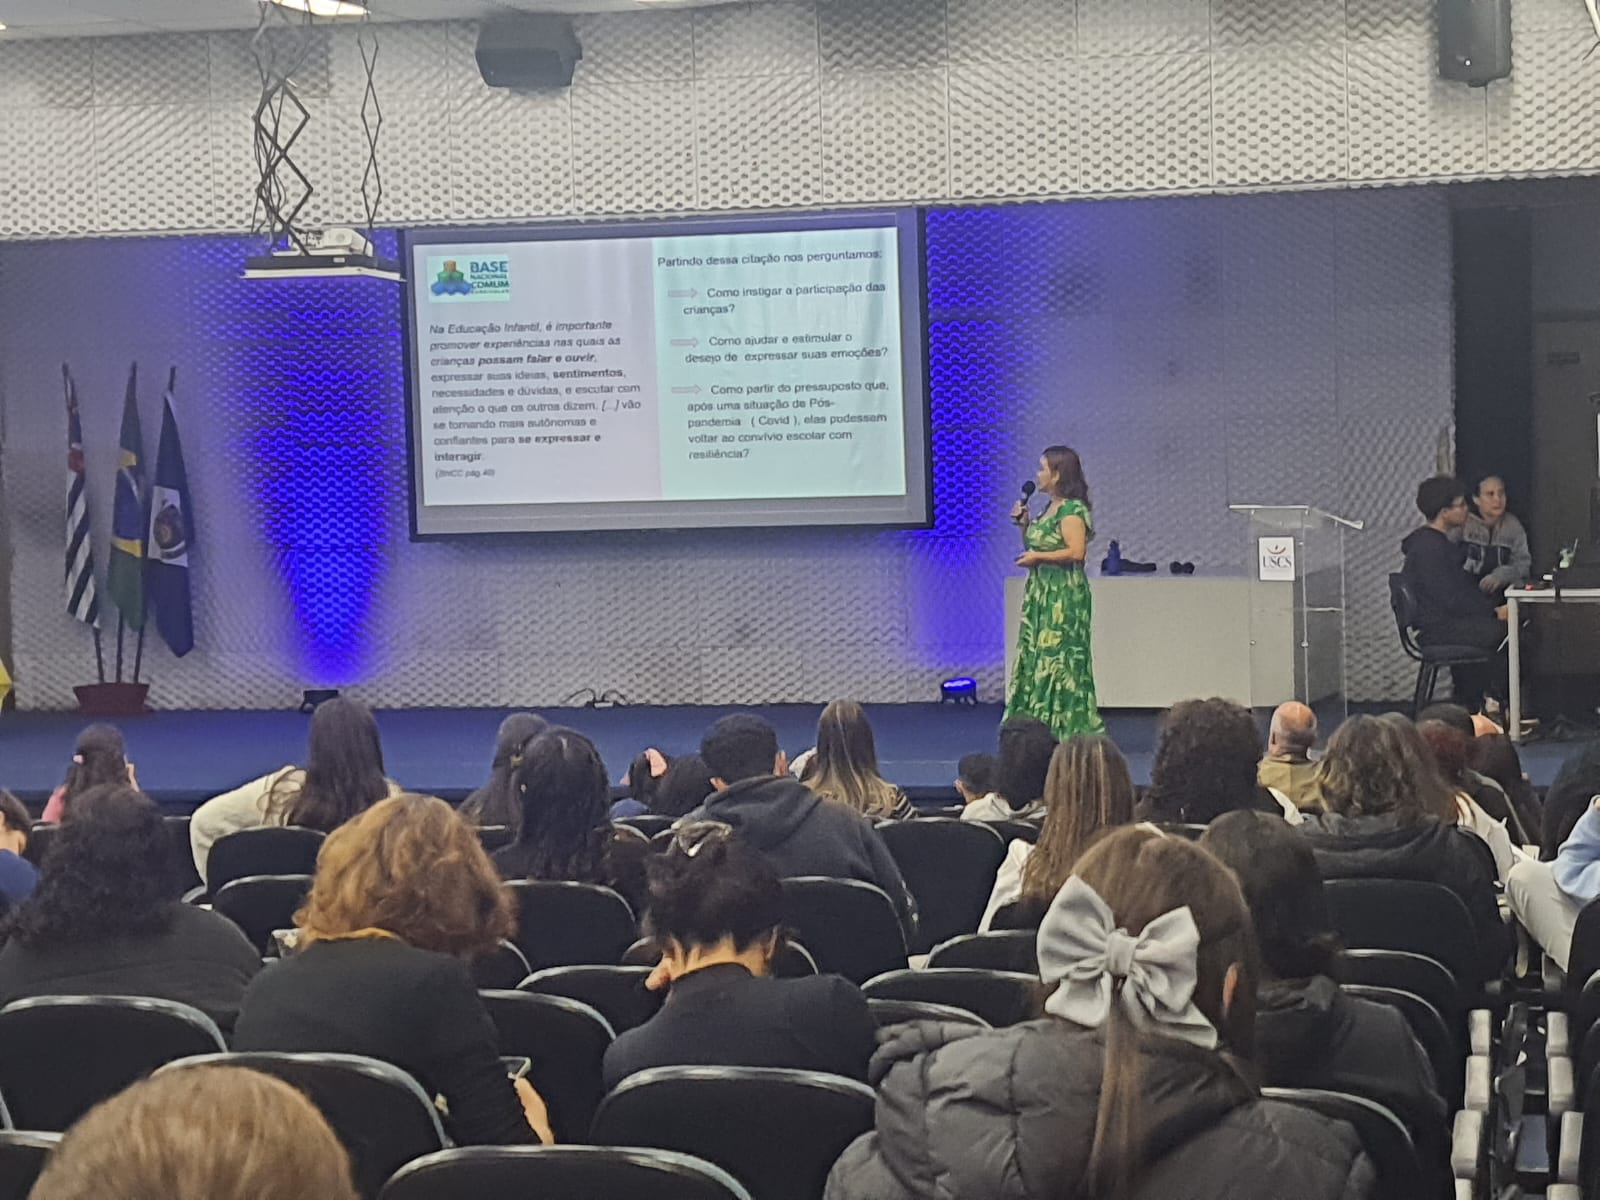 BASE
NACIONAL
COMUM
CURRICULAR
Na Educação Infantil, é importante
promover experiências nas quais as
crianças possam falar e ouvir,
expressar suas ideias, sentimentos,
necessidades e dúvidas, e escutar com
atenção o que os outros dizem. [...] vão
se tornando mais autônomas e
confiantes para se expressar e
interagir.
(BNCC pág.49)
Partindo dessa citação nos perguntamos:
Como instigar a participação das
crianças?
Como ajudar e estimular o
desejo de expressar suas emoções?
Como partir do pressuposto que,
após uma situação de Pós-
pandemia ( Covid ), elas pudessem
voltar ao convívio escolar com
resiliência?
USCS